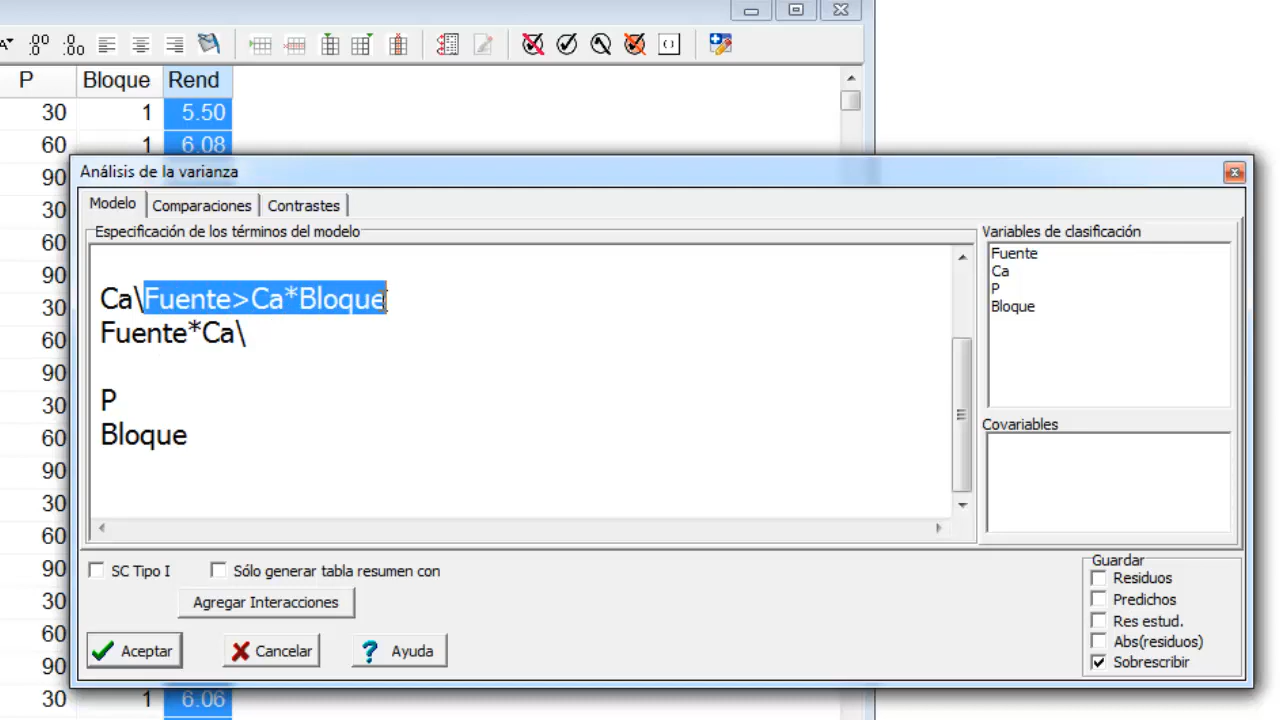 P Bloque Rend
30 1 5.50
60 1 6.08
90
30
60
90
30
60
90
30
60
90
30
60
90
30
60
90
30 1 6.06
Análisis de la varianza
Modelo Comparaciones Contrastes
Especificación de los términos del modelo
Ca\Fuente>Ca*Bloque
Fuente*Ca\
P
Bloque
Variables de clasificación
Fuente
Ca
P
Bloque
Covariables
SC Tipo I Sólo generar tabla resumen con
Agregar Interacciones
Aceptar Cancelar Ayuda
Guardar
Residuos
Predichos
Res estud.
Abs(residuos)
Sobrescribir